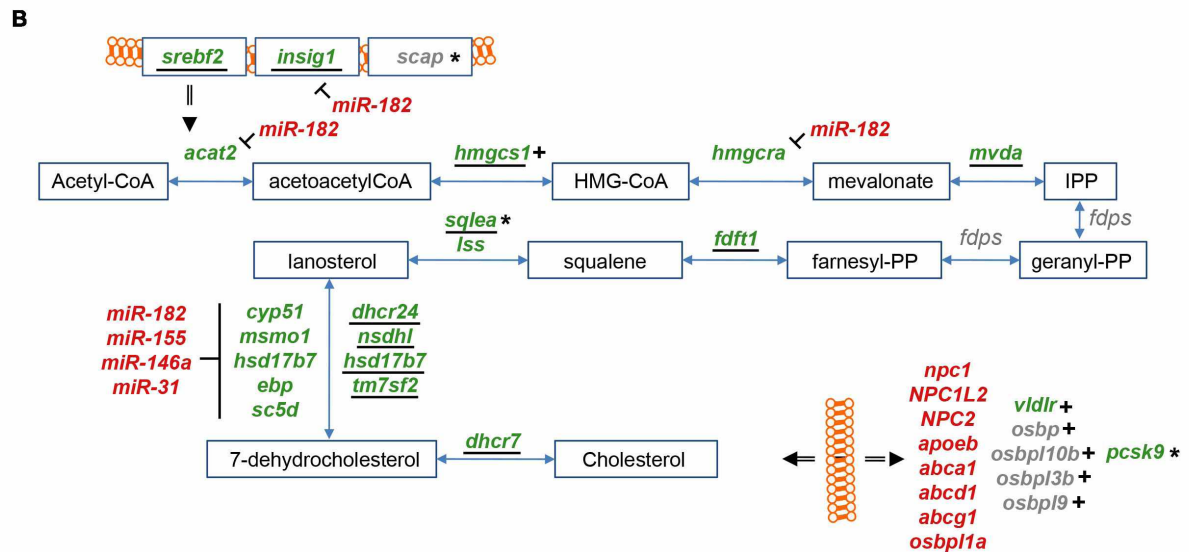 B
srebf2 insig1 scap *
miR-182
miR-182 miR-182
acat2 hmgcs1+ hmgcra mvda
Acetyl-CoA acetoacetylCoA HMG-CoA mevalonate IPP
fdps
sqlea*
lss fdft1 fdps
lanosterol squalene farnesyl-PP geranyl-PP
miR-182 cyp51 dhcr24
miR-155 msmo1 nsdhl
miR-146a hsd17b7 hsd17b7
miR-31 ebp tm7sf2
sc5d
dhcr7
7-dehydrocholesterol Cholesterol
npc1
NPC1L2
NPC2
apoeb
abca1
abcd1
abcg1
osbpl1a
vldlr+
osbp+
osbpl10b+ pcsk9*
osbpl3b+
osbpl9+